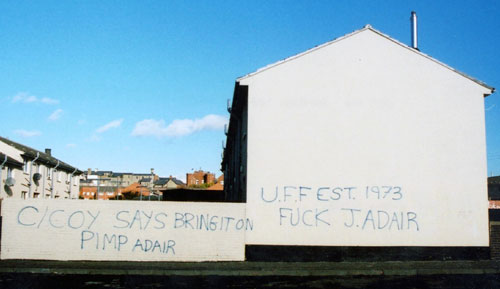 C/COY SAYS BRING IT ON
PIMP ADAIR
U.F.F EST. 1973
FUCK J.ADAIR